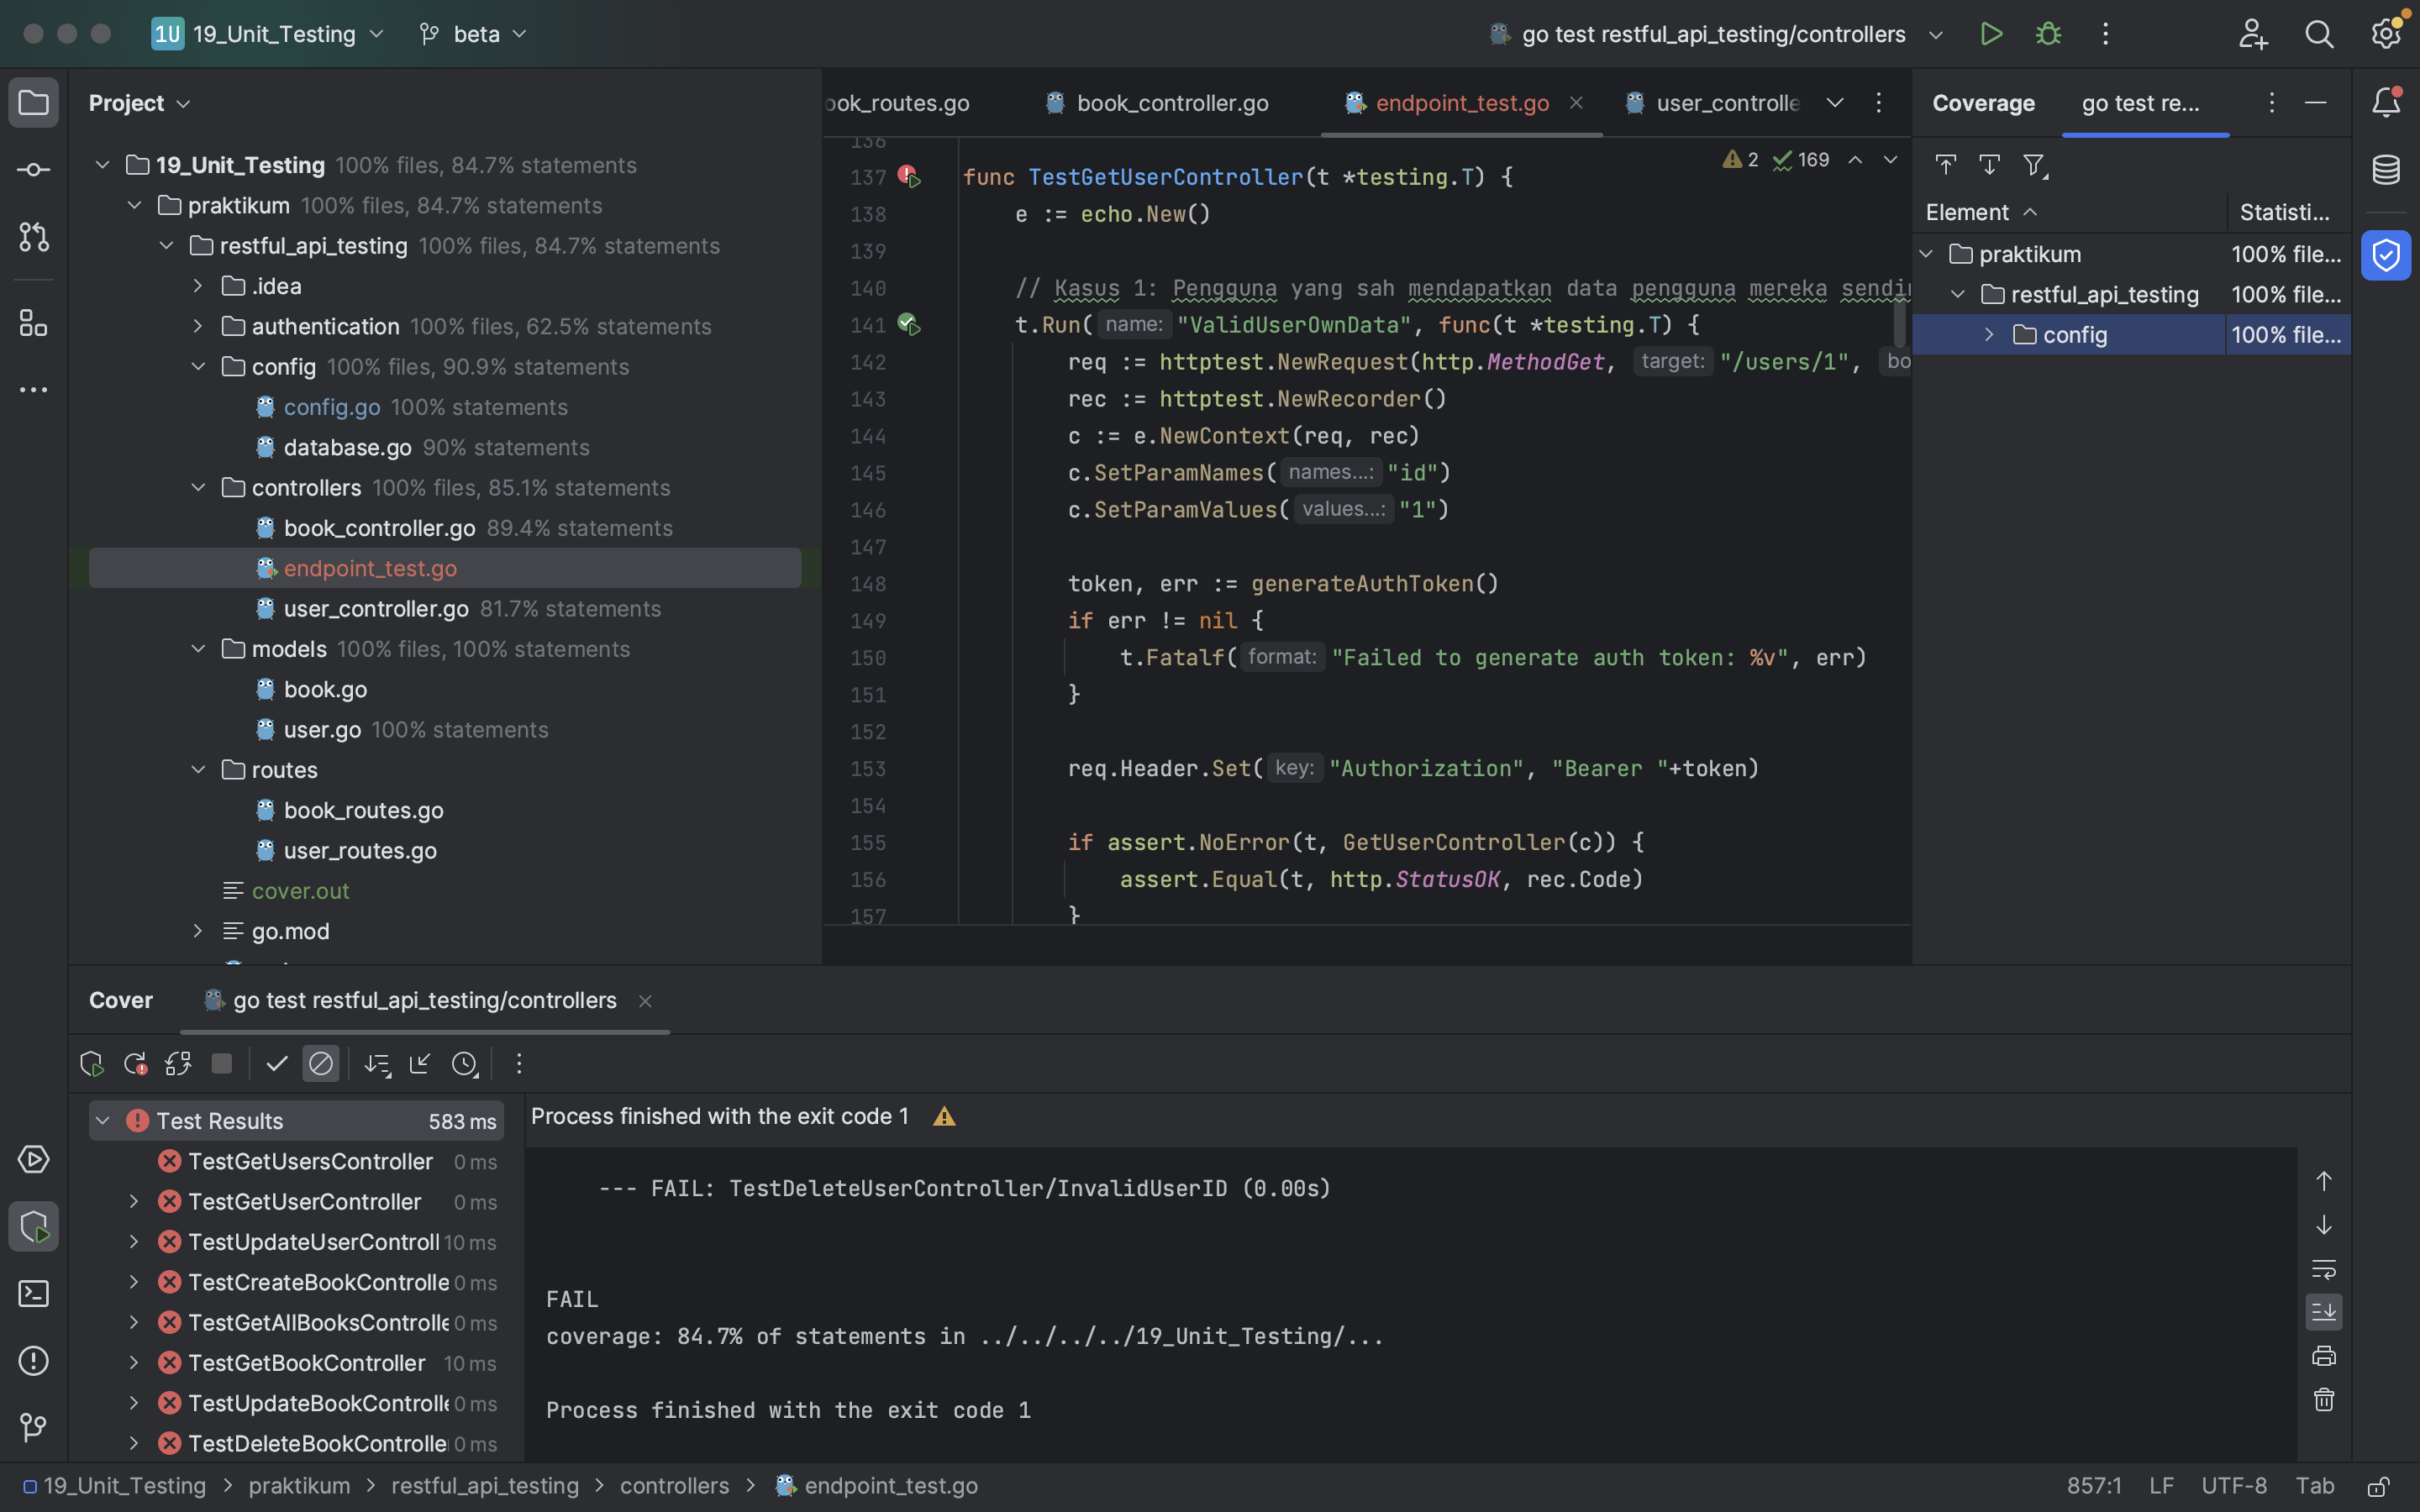 1U 19_Unit_Testing beta go test restful_api_testing/controllers
Project
19_Unit_Testing 100% files, 84.7% statements
praktikum 100% files, 84.7% statements
restful_api_testing 100% files, 84.7% statements
.idea
authentication 100% files, 62.5% statements
config 100% files, 90.9% statements
config.go 100% statements
database.go 90% statements
controllers 100% files, 85.1% statements
book_controller.go 89.4% statements
endpoint_test.go
user_controller.go 81.7% statements
models 100% files, 100% statements
book.go
user.go 100% statements
routes
book_routes.go
user_routes.go
cover.out
go.mod
ook_routes.go book_controller.go endpoint_test.go user_controlle
2 169
136
137 func TestGetUserController(t *testing.T) {
138 e := echo.New()
139
140 // Kasus 1: Pengguna yang sah mendapatkan data pengguna mereka sendir
141 t.Run( name: "ValidUserOwnData", func(t *testing.T) {
142 req := httptest.NewRequest(http.MethodGet, target: "/users/1", bo
143 rec := httptest.NewRecorder()
144 c := e.NewContext(req, rec)
145 c.SetParamNames( names...: "id")
146 c.SetParamValues( values...: "1")
147
148 token, err := generateAuthToken()
149 if err != nil {
150 t.Fatalf( format: "Failed to generate auth token: %v", err)
151 }
152
153 req.Header.Set( key: "Authorization", "Bearer "+token)
154
155 if assert.NoError(t, GetUserController(c)) {
156 assert.Equal(t, http.StatusOK, rec.Code)
157 }
Coverage go test re...
Element Statisti...
praktikum 100% file...
restful_api_testing 100% file...
config 100% file...
Cover go test restful_api_testing/controllers
Test Results 583 ms
TestGetUsersController 0 ms
TestGetUserController 0 ms
TestUpdateUserControll 10 ms
TestCreateBookControlle 0 ms
TestGetAllBooksControlle 0 ms
TestGetBookController 10 ms
TestUpdateBookControlle 0 ms
TestDeleteBookControlle 0 ms
Process finished with the exit code 1
--- FAIL: TestDeleteUserController/InvalidUserID (0.00s)
FAIL
coverage: 84.7% of statements in ../../../../19_Unit_Testing/...
Process finished with the exit code 1
19_Unit_Testing > praktikum > restful_api_testing > controllers > endpoint_test.go 857:1 LF UTF-8 Tab